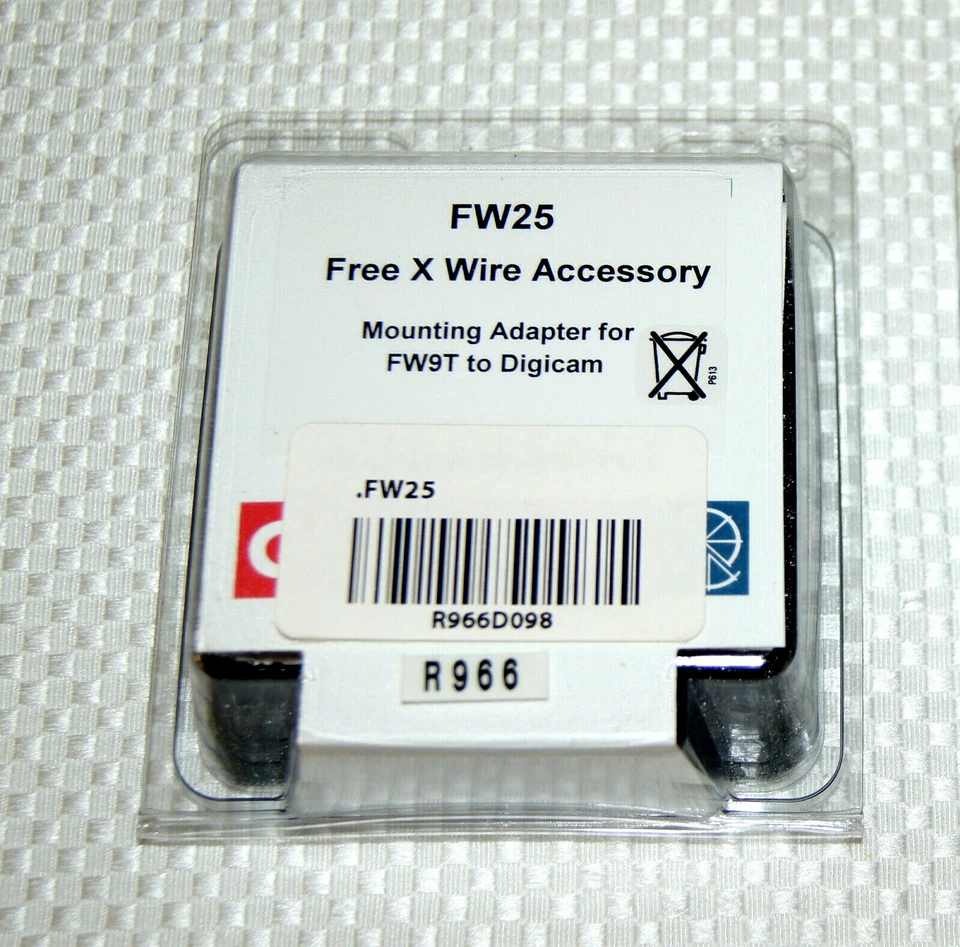 FW25
Free X Wire Accessory
Mounting Adapter for
FW9T to Digicam
P613
.FW25
R966D098
R966